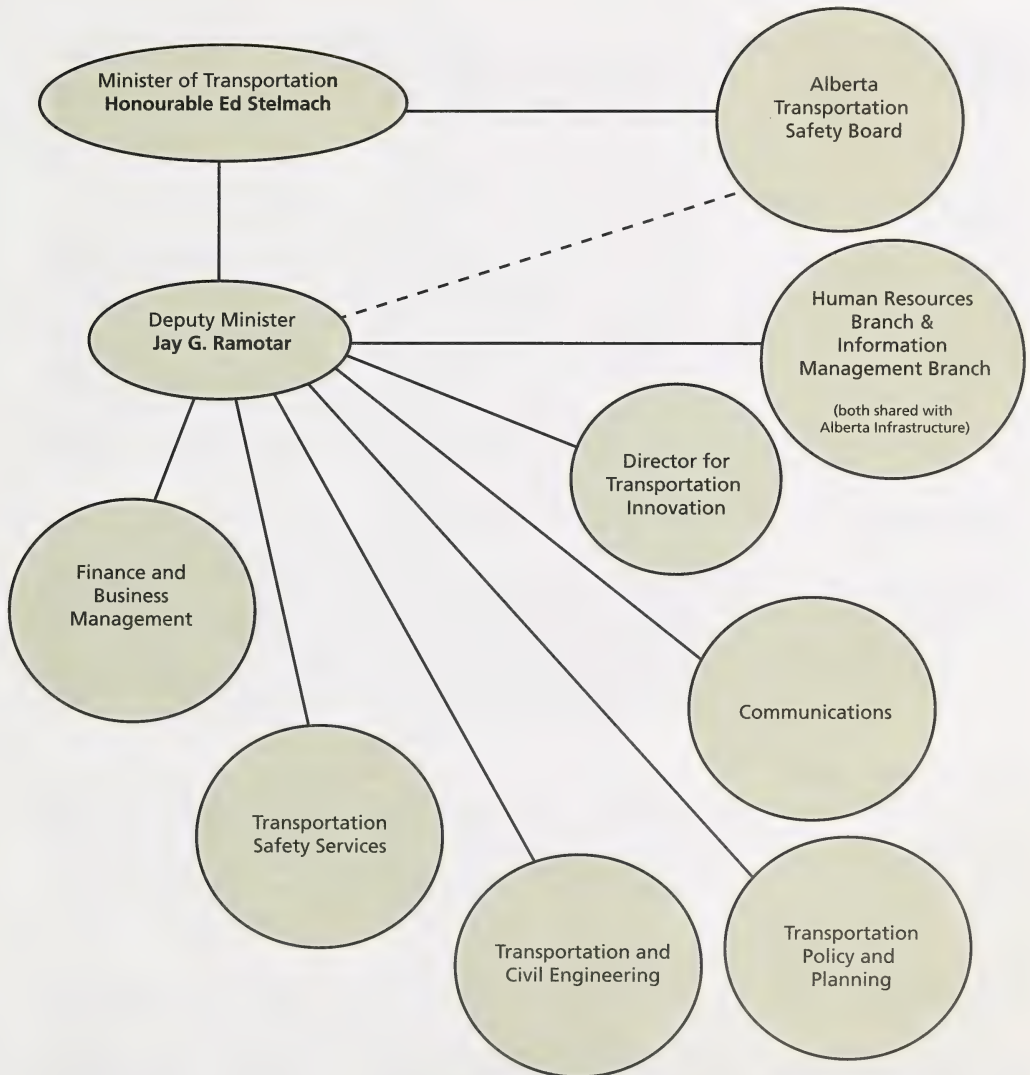 Minister of Transportation
Honourable Ed Stelmach
Alberta
Transportation
Safety Board
Deputy Minister
Jay G. Ramotar
Human Resources
Branch &
Information
Management Branch
(both shared with
Alberta Infrastructure)
Director for
Transportation
Innovation
Finance and
Business
Management
Communications
Transportation
Safety Services
Transportation and
Civil Engineering
Transportation
Policy and
Planning